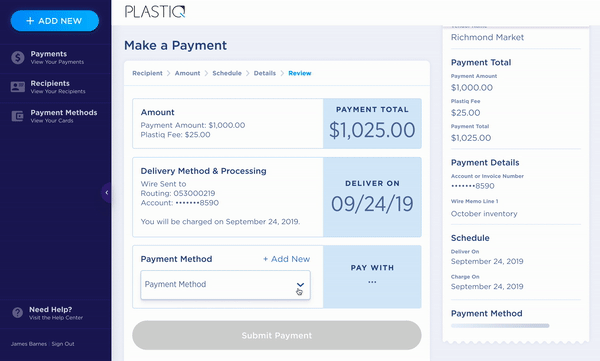 + ADD NEW
Payments
View Your Payments
Recipients
View Your Recipients
Payment Methods
View Your Cards
Need Help?
Visit the Help Center
James Barnes | Sign Out
PLASTIQ
Make a Payment
Recipient > Amount > Schedule > Details > Review
Amount
Payment Amount: $1,000.00
Plastiq Fee: $25.00
PAYMENT TOTAL
$1,025.00
Delivery Method & Processing
Wire Sent to
Routing: 053000219
Account: •••••••8590
You will be charged on September 24, 2019.
DELIVER ON
09/24/19
Payment Method
+ Add New
Payment Method
PAY WITH
...
Submit Payment
Richmond Market
Payment Total
Payment Amount
$1,000.00
Plastiq Fee
$25.00
Payment Total
$1,025.00
Payment Details
Account or Invoice Number
•••••••8590
Wire Memo Line 1
October inventory
Schedule
Deliver On
September 24, 2019
Charge On
September 24, 2019
Payment Method